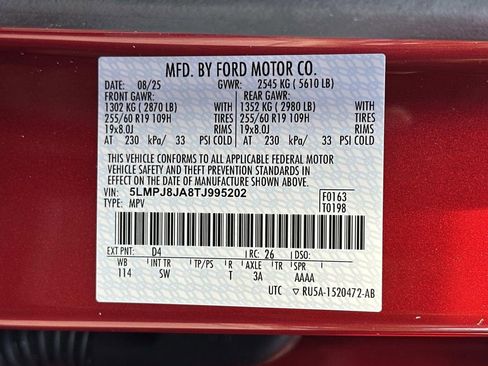 MFD. BY FORD MOTOR CO.
DATE: 08/25 GVWR: 2545 KG ( 5610 LB)
FRONT GAWR: REAR GAWR:
1302 KG ( 2870 LB) WITH 1352 KG ( 2980 LB) WITH
255/60 R19 109H TIRES 255/60 R19 109H TIRES
19x8.0J RIMS 19x8.0J RIMS
AT 230 kPa/ 33 PSI COLD AT 230 kPa/ 33 PSI COLD
THIS VEHICLE CONFORMS TO ALL APPLICABLE FEDERAL MOTOR
VEHICLE SAFETY AND THEFT PREVENTION STANDARDS IN
EFFECT ON THE DATE OF MANUFACTURE SHOWN ABOVE.
VIN: 5LMPJ8JA8TJ995202 F0163
TYPE: MPV T0198
EXT PNT: D4 RC: 26 DSO:
WB INT TR TP/PS R AXLE TR SPR
114 SW T 3A AAAA
UTC ▽ RU5A-1520472-AB